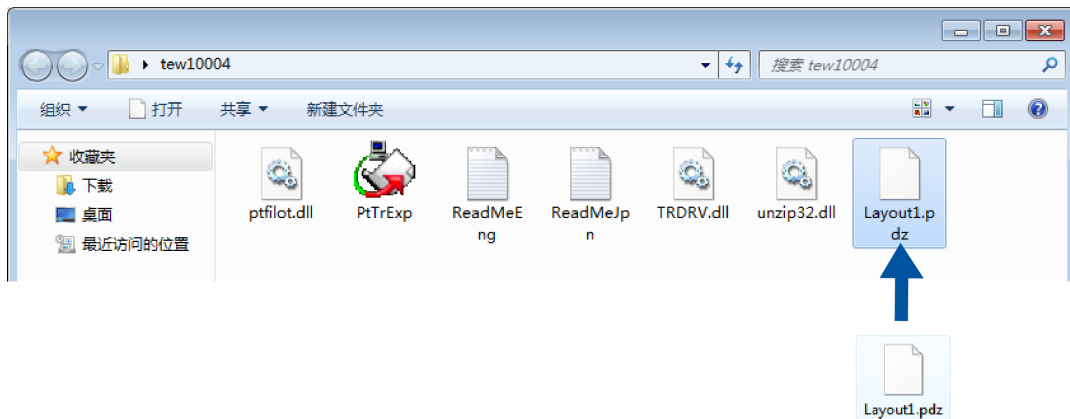 tew10004
搜索 tew10004
组织 打开 共享 新建文件夹
收藏夹
下载
桌面
最近访问的位置
ptfilot.dll
PtTrExp
ReadMeE
ng
ReadMeJp
n
TRDRV.dll
unzip32.dll
Layout1.p
dz
Layout1.pdz